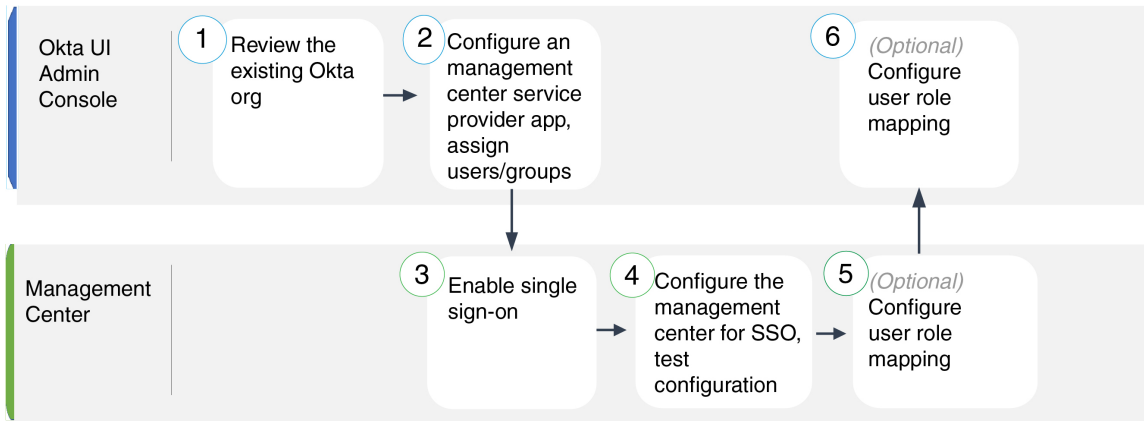 Okta UI
Admin
Console
1
Review the
existing Okta
org
2
Configure an
management
center service
provider app,
assign
users/groups
6
(Optional)
Configure
user role
mapping
Management
Center
3
Enable single
sign-on
4
Configure the
management
center for SSO,
test
configuration
5
(Optional)
Configure
user role
mapping